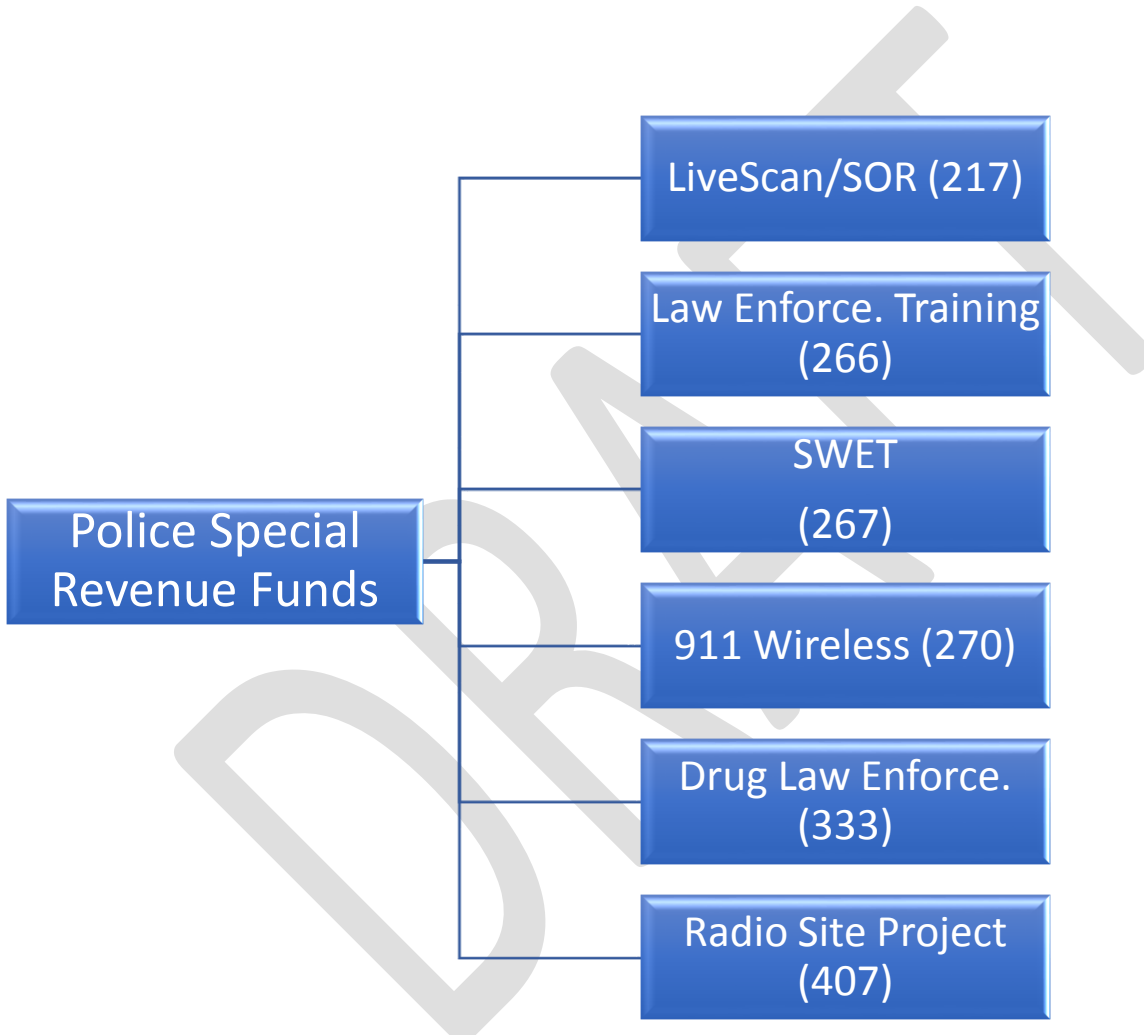 LiveScan/SOR (217)
Law Enforce. Training
(266)
SWET
(267)
Police Special
Revenue Funds
911 Wireless (270)
Drug Law Enforce.
(333)
Radio Site Project
(407)
DRAFT